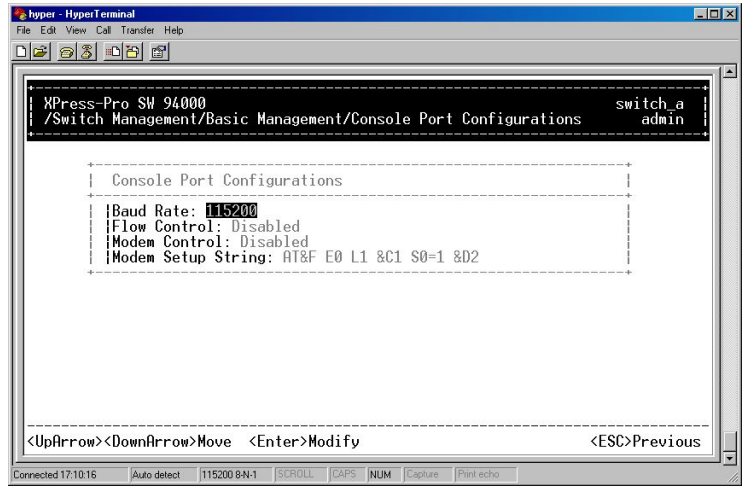 hyper - HyperTerminal
File Edit View Call Transfer Help
XPress-Pro SW 94000 switch_a
/Switch Management/Basic Management/Console Port Configurations admin
Console Port Configurations
Baud Rate: 115200
Flow Control: Disabled
Modem Control: Disabled
Modem Setup String: AT&F E0 L1 &C1 S0=1 &D2
<UpArrow><DownArrow>Move <Enter>Modify <ESC>Previous
Connected 17:10:16 Auto detect 115200 8-N-1 SCROLL CAPS NUM Capture Print echo